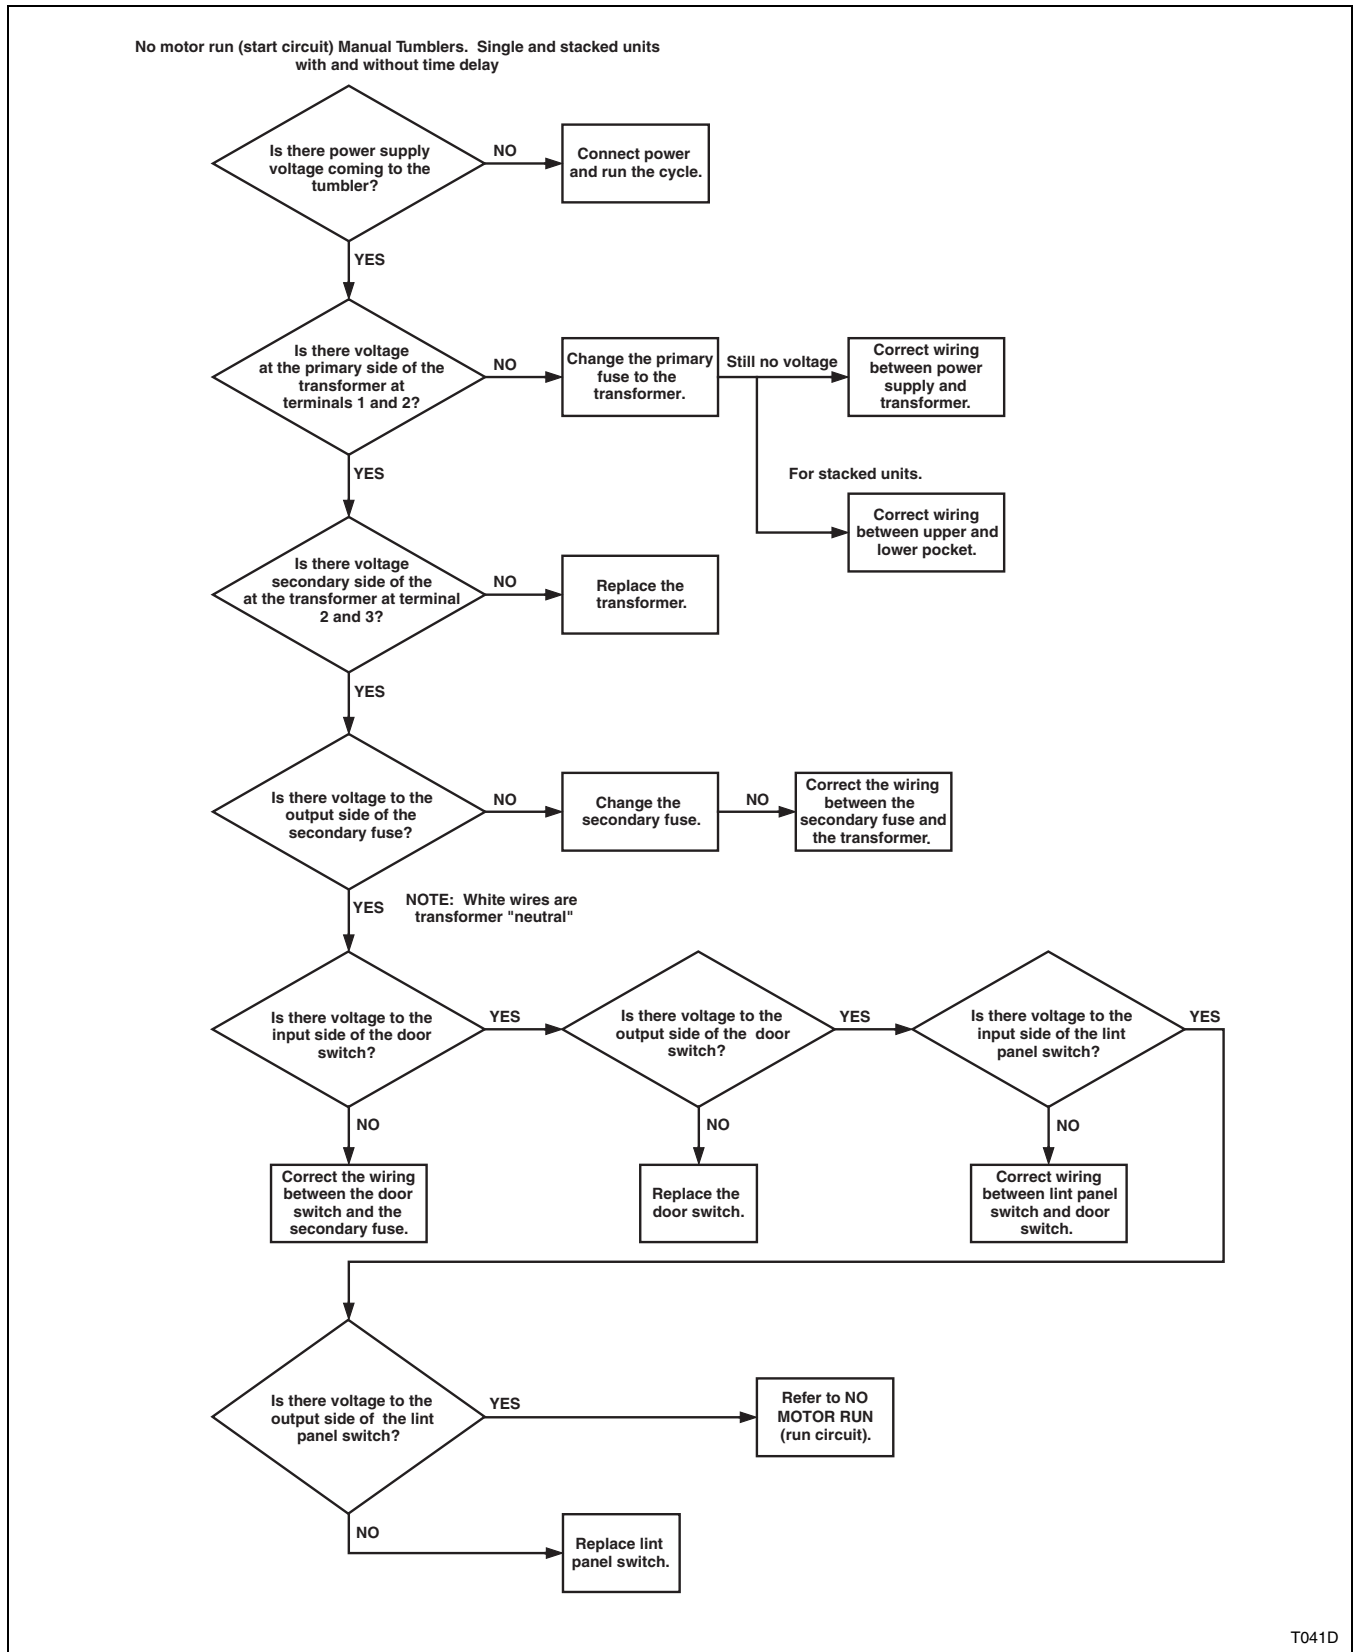 No motor run (start circuit) Manual Tumblers.  Single and stacked units
with and without time delay
Is there power supply
voltage coming to the
tumbler?
NO
Connect power
and run the cycle.
YES
Is there voltage
at the primary side of the
transformer at
terminals 1 and 2?
NO
Change the primary
fuse to the
transformer.
Still no voltage
Correct wiring
between power
supply and
transformer.
For stacked units.
Correct wiring
between upper and
lower pocket.
YES
Is there voltage
secondary side of the
at the transformer at terminal
2 and 3?
NO
Replace the
transformer.
YES
Is there voltage to the
output side of the
secondary fuse?
NO
Change the
secondary fuse.
NO
Correct the wiring
between the
secondary fuse and
the transformer.
YES
NOTE:  White wires are
transformer "neutral"
Is there voltage to the
input side of the door
switch?
YES
Is there voltage to the
output side of the  door
switch?
YES
Is there voltage to the
input side of the lint
panel switch?
YES
NO
Correct the wiring
between the door
switch and the
secondary fuse.
NO
Replace the
door switch.
NO
Correct wiring
between lint panel
switch and door
switch.
Is there voltage to the
output side of  the lint
panel switch?
YES
Refer to NO
MOTOR RUN
(run circuit).
NO
Replace lint
panel switch.
T041D